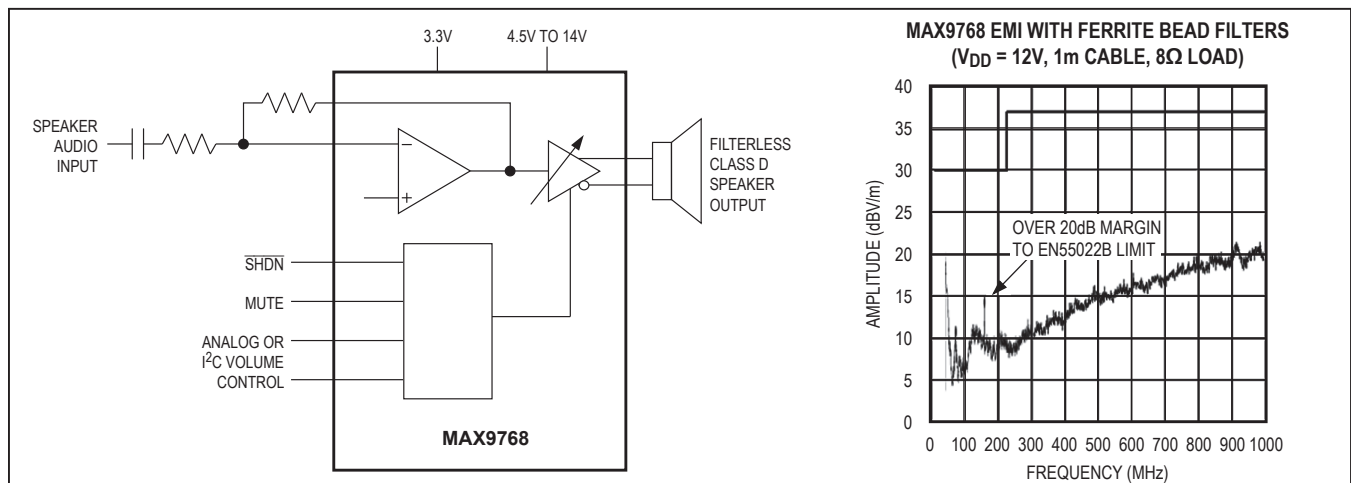 3.3V
4.5V TO 14V
SPEAKER
AUDIO
INPUT
−
+
FILTERLESS
CLASS D
SPEAKER
OUTPUT
SHDN
MUTE
ANALOG OR
I²C VOLUME
CONTROL
MAX9768
MAX9768 EMI WITH FERRITE BEAD FILTERS
(VDD = 12V, 1m CABLE, 8Ω LOAD)
AMPLITUDE (dBV/m)
40
35
30
25
20
15
10
5
0
OVER 20dB MARGIN
TO EN55022B LIMIT
0 100 200 300 400 500 600 700 800 900 1000
FREQUENCY (MHz)